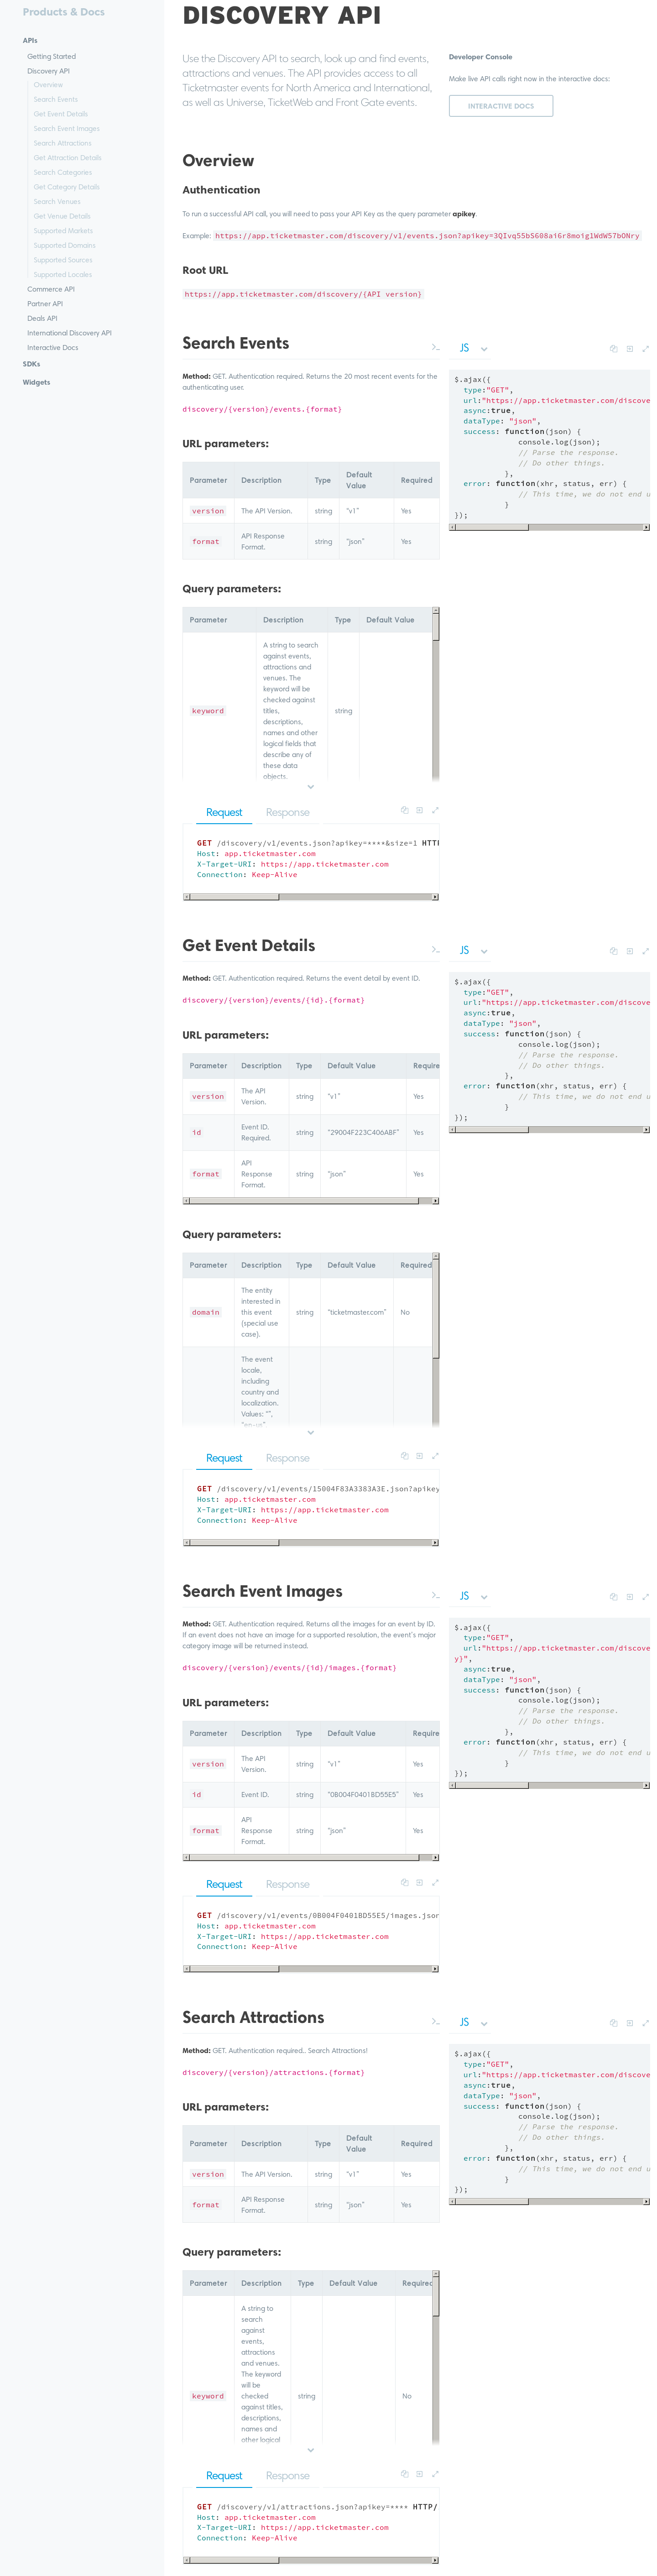 Products & Docs
APIs
Getting Started
Discovery API
Overview
Search Events
Get Event Details
Search Event Images
Search Attractions
Get Attraction Details
Search Categories
Get Category Details
Search Venues
Get Venue Details
Supported Markets
Supported Domains
Supported Sources
Supported Locales
Commerce API
Partner API
Deals API
International Discovery API
Interactive Docs
SDKs
Widgets
DISCOVERY API
Use the Discovery API to search, look up and find events,
attractions and venues. The API provides access to all
Ticketmaster events for North America and International,
as well as Universe, TicketWeb and Front Gate events.
Developer Console
Make live API calls right now in the interactive docs:
INTERACTIVE DOCS
Overview
Authentication
To run a successful API call, you will need to pass your API Key as the query parameter apikey.
Example: https://app.ticketmaster.com/discovery/v1/events.json?apikey=3QIvq55bS608ai6r8moig1WdW57bONry
Root URL
https://app.ticketmaster.com/discovery/{API version}
Search Events
Method: GET. Authentication required. Returns the 20 most recent events for the
authenticating user.
discovery/{version}/events.{format}
URL parameters:
Parameter Description Type Default Value Required
version The API Version. string "v1" Yes
format API Response Format. string "json" Yes
Query parameters:
Parameter Description Type Default Value
keyword A string to search against events, attractions and venues. The keyword will be checked against titles, descriptions, names and other logical fields that describe any of these data objects. string
Request Response
GET /discovery/v1/events.json?apikey=****&size=1 HTT
Host: app.ticketmaster.com
X-Target-URI: https://app.ticketmaster.com
Connection: Keep-Alive
JS
$.ajax({
type:"GET",
url:"https://app.ticketmaster.com/discove
async:true,
dataType: "json",
success: function(json) {
console.log(json);
// Parse the response.
// Do other things.
},
error: function(xhr, status, err) {
// This time, we do not end u
}
});
Get Event Details
Method: GET. Authentication required. Returns the event detail by event ID.
discovery/{version}/events/{id}.{format}
URL parameters:
Parameter Description Type Default Value Require
version The API Version. string "v1" Yes
id Event ID. Required. string "29004F223C406ABF" Yes
format API Response Format. string "json" Yes
Query parameters:
Parameter Description Type Default Value Required
domain The entity interested in this event (special use case). string "ticketmaster.com" No
The event locale, including country and localization. Values: "",
Request Response
GET /discovery/v1/events/15004F83A3383A3E.json?apikey
Host: app.ticketmaster.com
X-Target-URI: https://app.ticketmaster.com
Connection: Keep-Alive
JS
$.ajax({
type:"GET",
url:"https://app.ticketmaster.com/discove
async:true,
dataType: "json",
success: function(json) {
console.log(json);
// Parse the response.
// Do other things.
},
error: function(xhr, status, err) {
// This time, we do not end u
}
});
Search Event Images
Method: GET. Authentication required. Returns all the images for an event by ID.
If an event does not have an image for a supported resolution, the event's major
category image will be returned instead.
discovery/{version}/events/{id}/images.{format}
URL parameters:
Parameter Description Type Default Value Require
version The API Version. string "v1" Yes
id Event ID. string "0B004F0401BD55E5" Yes
format API Response Format. string "json" Yes
Request Response
GET /discovery/v1/events/0B004F0401BD55E5/images.json
Host: app.ticketmaster.com
X-Target-URI: https://app.ticketmaster.com
Connection: Keep-Alive
JS
$.ajax({
type:"GET",
url:"https://app.ticketmaster.com/discove
y}",
async:true,
dataType: "json",
success: function(json) {
console.log(json);
// Parse the response.
// Do other things.
},
error: function(xhr, status, err) {
// This time, we do not end u
}
});
Search Attractions
Method: GET. Authentication required.. Search Attractions!
discovery/{version}/attractions.{format}
URL parameters:
Parameter Description Type Default Value Required
version The API Version. string "v1" Yes
format API Response Format. string "json" Yes
Query parameters:
Parameter Description Type Default Value Required
keyword A string to search against events, attractions and venues. The keyword will be checked against titles, descriptions, names and other logical string No
Request Response
GET /discovery/v1/attractions.json?apikey=**** HTTP/
Host: app.ticketmaster.com
X-Target-URI: https://app.ticketmaster.com
Connection: Keep-Alive
JS
$.ajax({
type:"GET",
url:"https://app.ticketmaster.com/discove
async:true,
dataType: "json",
success: function(json) {
console.log(json);
// Parse the response.
// Do other things.
},
error: function(xhr, status, err) {
// This time, we do not end u
}
});